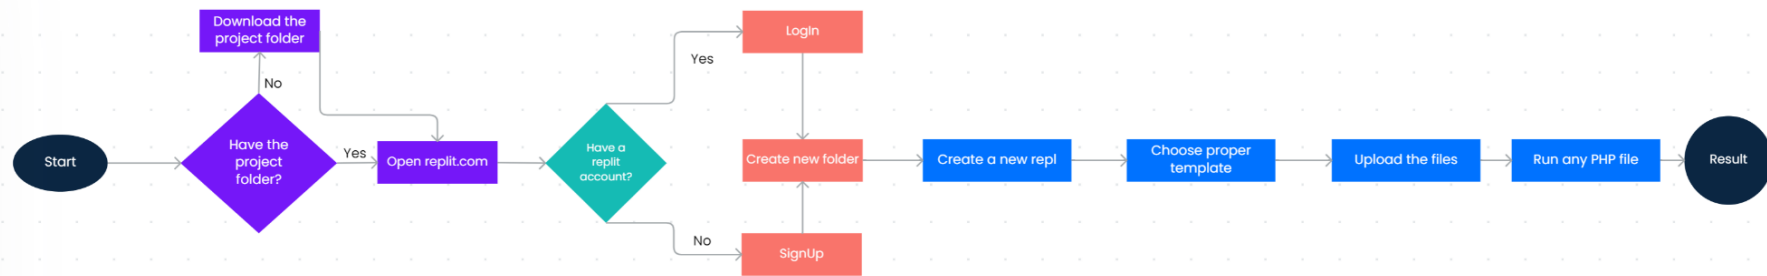 Start
Have the
project
folder?
No
Download the
project folder
Yes
Open replit.com
Have a
replit
account?
Yes
LogIn
No
SignUp
Create new folder
Create a new repl
Choose proper
template
Upload the files
Run any PHP file
Result